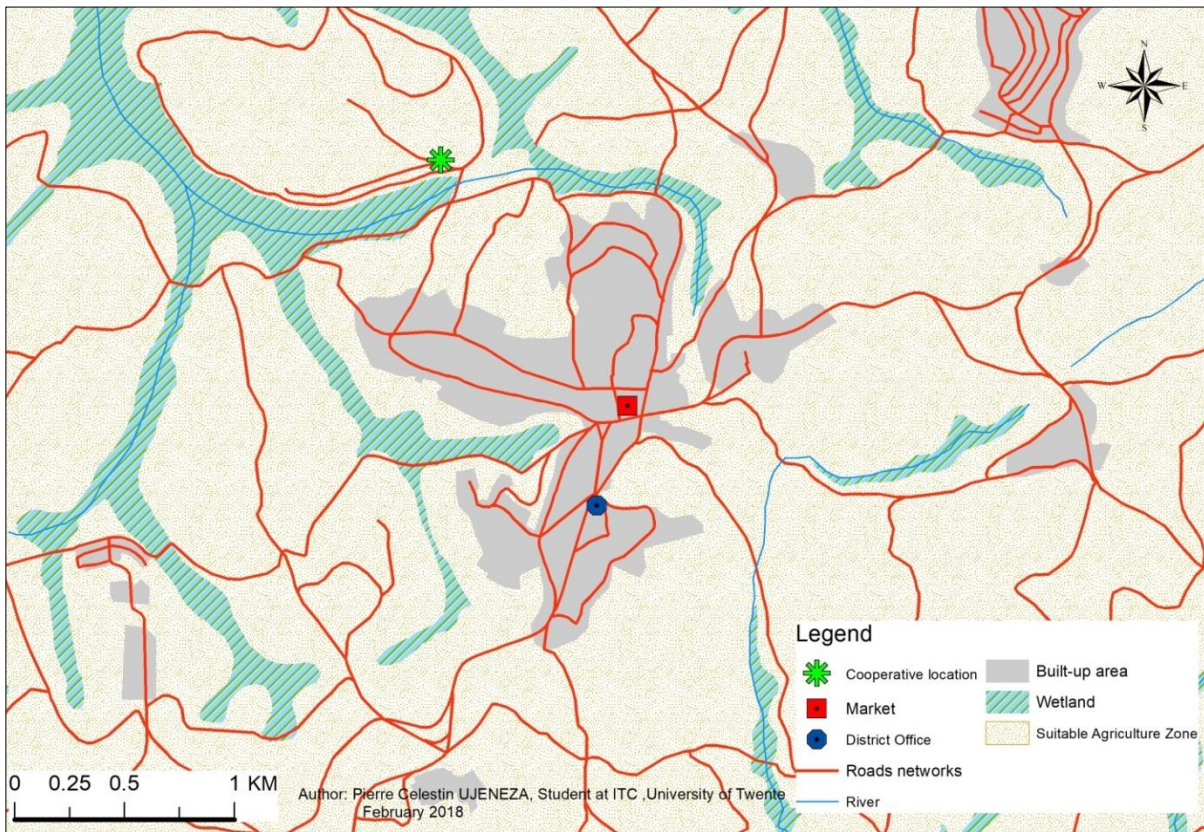 N
W E
S
Legend
Cooperative location
Market
District Office
Roads networks
River
Built-up area
Wetland
Suitable Agriculture Zone
0 0.25 0.5 1 KM
Author: Pierre Celestin UJENEZA, Student at ITC ,University of Twente
February 2018